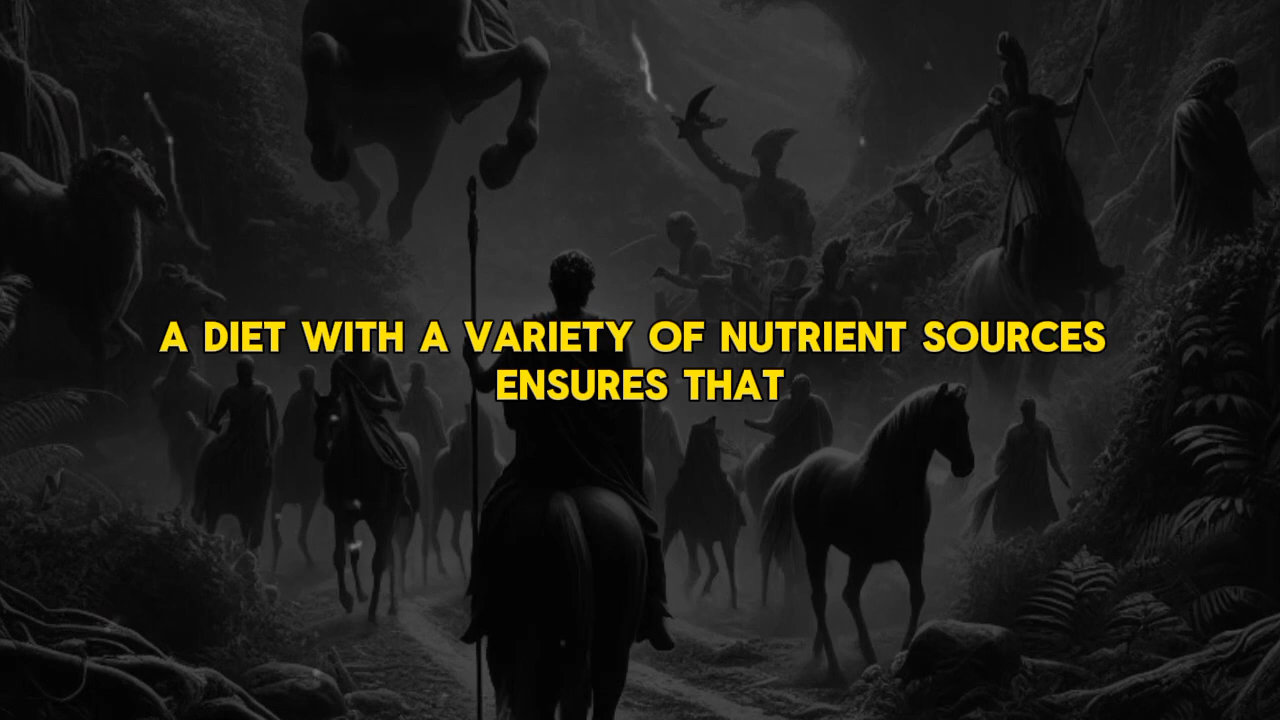 A DIET WITH A VARIETY OF NUTRIENT SOURCES
ENSURES THAT